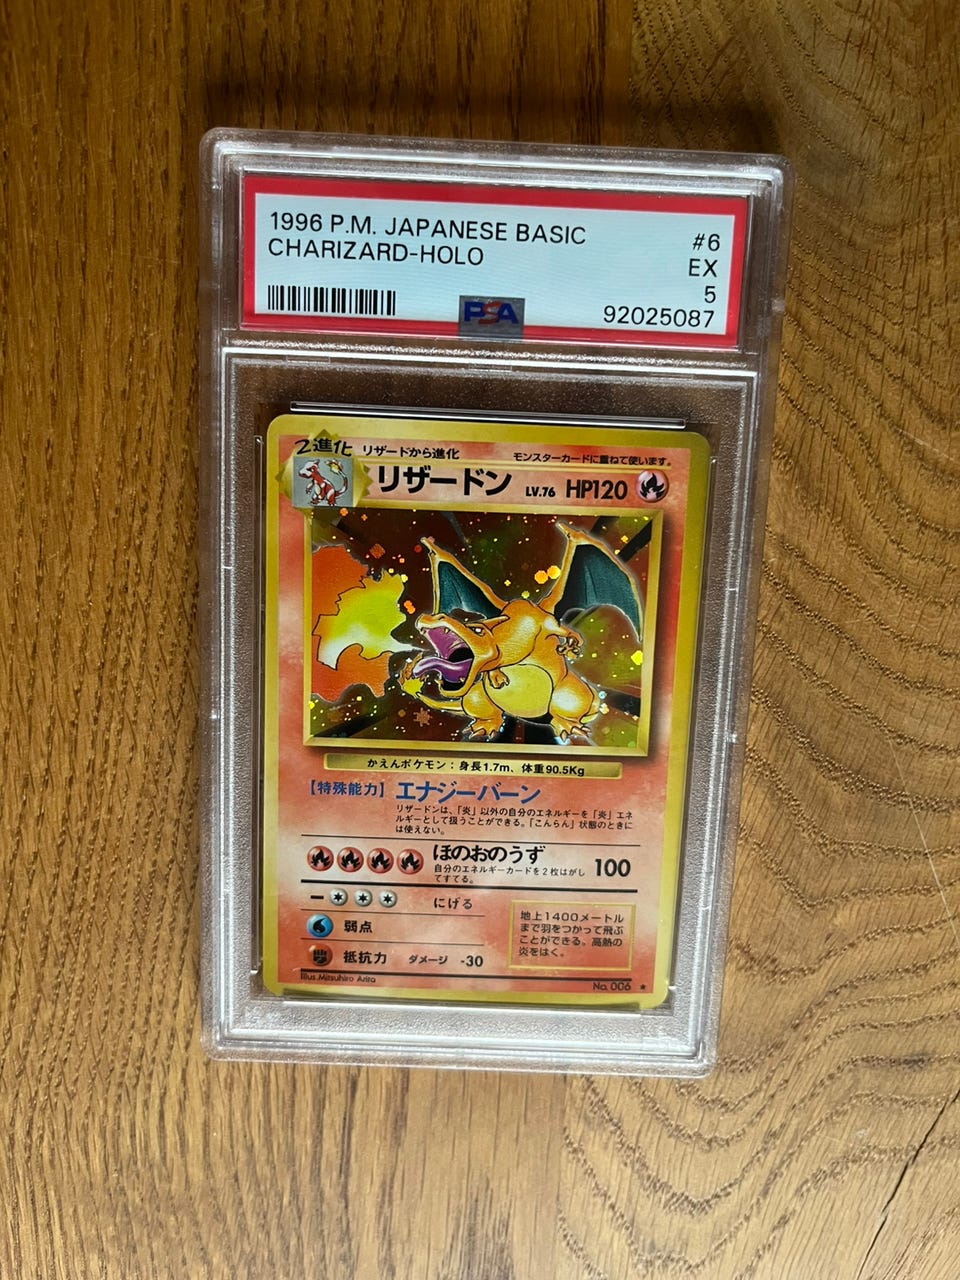 1996 P.M. JAPANESE BASIC #6
CHARIZARD-HOLO EX
5
PSA 92025087
2進化 リザードから進化 モンスターカードに重ねて使います。
リザードン LV.76 HP120
かえんポケモン：身長1.7m、体重90.5Kg
【特殊能力】 エナジーバーン
リザードンは、「炎」以外の自分のエネルギーを「炎」エネ
ルギーとして扱うことができる。「こんらん」状態のときに
は使えない。
ほのおのうず 100
自分のエネルギーカードを2枚はがし
てすてる。
にげる
弱点
抵抗力 ダメージ -30
地上1400メートル
まで羽をつかって飛ぶ
ことができる。高熱の
炎をはく。
Illus.Mitsuhiro Arita No.006 ★